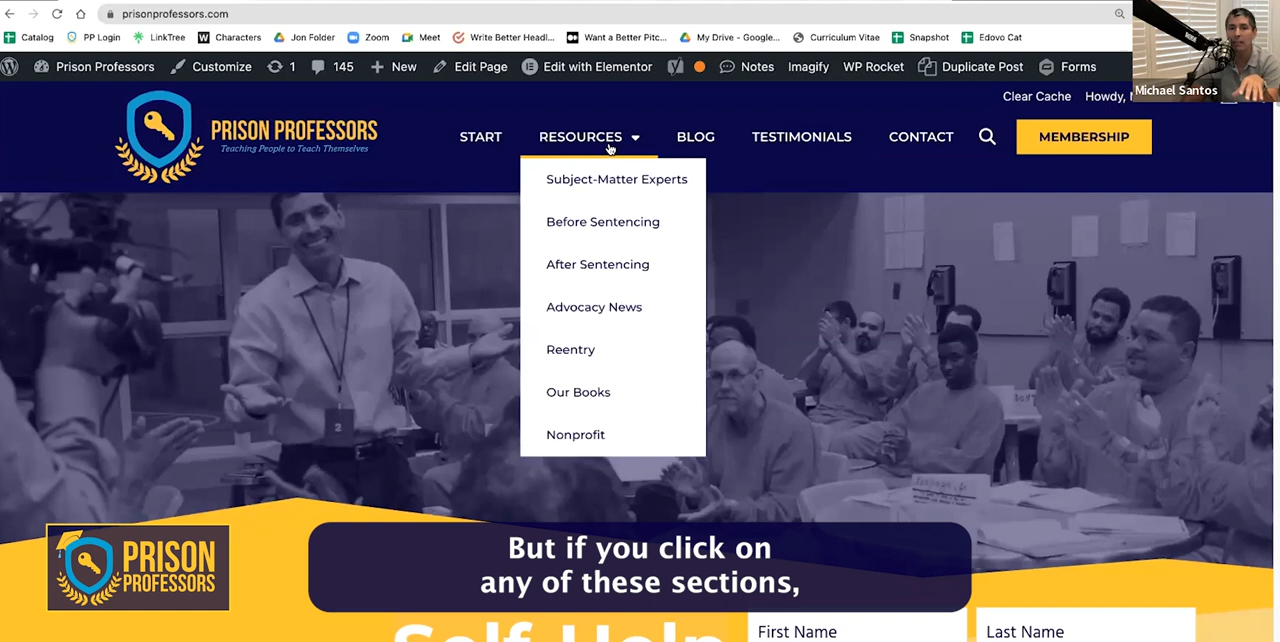 prisonprofessors.com
Catalog PP Login LinkTree Characters Jon Folder Zoom Meet Write Better Headl... Want a Better Pitc... My Drive - Google... Curriculum Vitae Snapshot Edovo Cat
Prison Professors Customize 1 145 New Edit Page Edit with Elementor Notes Imagify WP Rocket Duplicate Post Forms
Michael Santos
Clear Cache Howdy,
PRISON PROFESSORS
Teaching People to Teach Themselves
START RESOURCES BLOG TESTIMONIALS CONTACT MEMBERSHIP
Subject-Matter Experts
Before Sentencing
After Sentencing
Advocacy News
Reentry
Our Books
Nonprofit
2
PRISON
PROFESSORS
But if you click on
any of these sections,
Self-Help
First Name Last Name